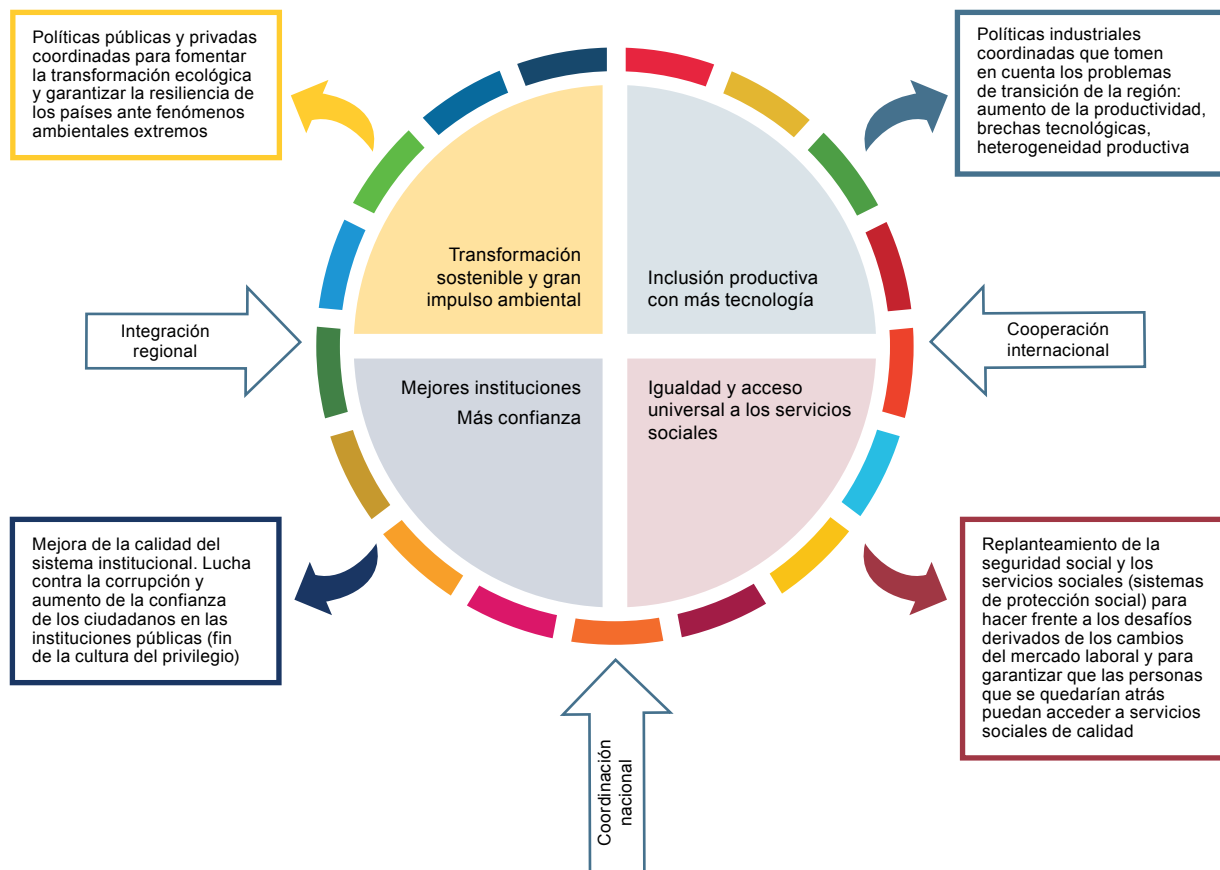 Políticas públicas y privadas
coordinadas para fomentar
la transformación ecológica
y garantizar la resiliencia de
los países ante fenómenos
ambientales extremos
Políticas industriales
coordinadas que tomen
en cuenta los problemas
de transición de la región:
aumento de la productividad,
brechas tecnológicas,
heterogeneidad productiva
Transformación
sostenible y gran
impulso ambiental
Inclusión productiva
con más tecnología
Integración
regional
Cooperación
internacional
Mejores instituciones
Más confianza
Igualdad y acceso
universal a los servicios
sociales
Mejora de la calidad del
sistema institucional. Lucha
contra la corrupción y
aumento de la confianza
de los ciudadanos en las
instituciones públicas (fin
de la cultura del privilegio)
Replanteamiento de la
seguridad social y los
servicios sociales (sistemas
de protección social) para
hacer frente a los desafíos
derivados de los cambios
del mercado laboral y para
garantizar que las personas
que se quedarían atrás
puedan acceder a servicios
sociales de calidad
Coordinación
nacional